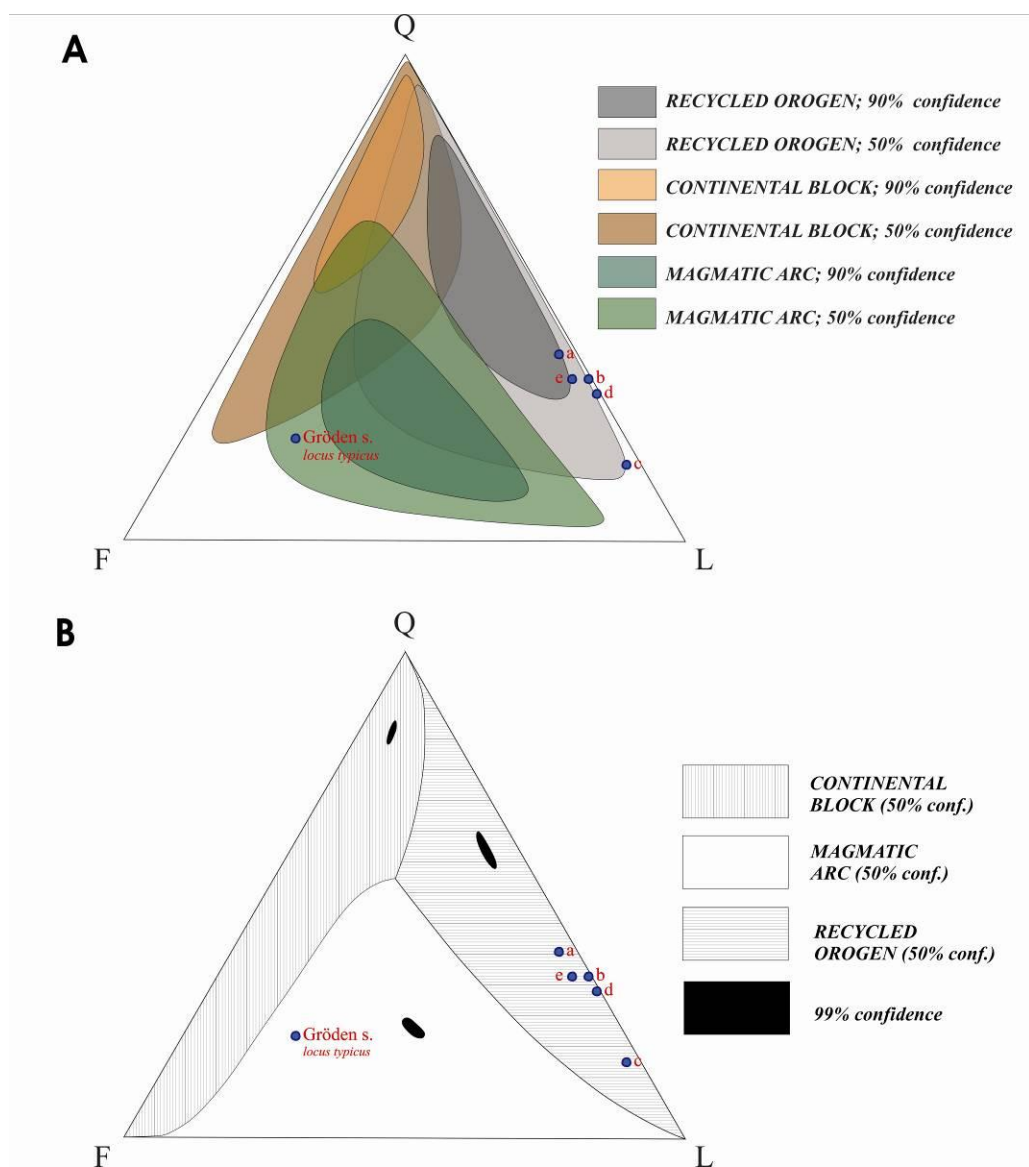 A
Q
RECYCLED OROGEN; 90% confidence
RECYCLED OROGEN; 50% confidence
CONTINENTAL BLOCK; 90% confidence
CONTINENTAL BLOCK; 50% confidence
MAGMATIC ARC; 90% confidence
MAGMATIC ARC; 50% confidence
a
e b
d
Gröden s.
locus typicus
c
F L
B
Q
CONTINENTAL
BLOCK (50% conf.)
MAGMATIC
ARC (50% conf.)
RECYCLED
OROGEN (50% conf.)
99% confidence
a
e b
d
Gröden s.
locus typicus
c
F L